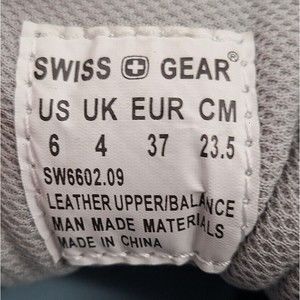 SWISS GEAR®
US UK EUR CM
6 4 37 23.5
SW6602.09
LEATHER UPPER/BALANCE
MAN MADE MATERIALS
MADE IN CHINA